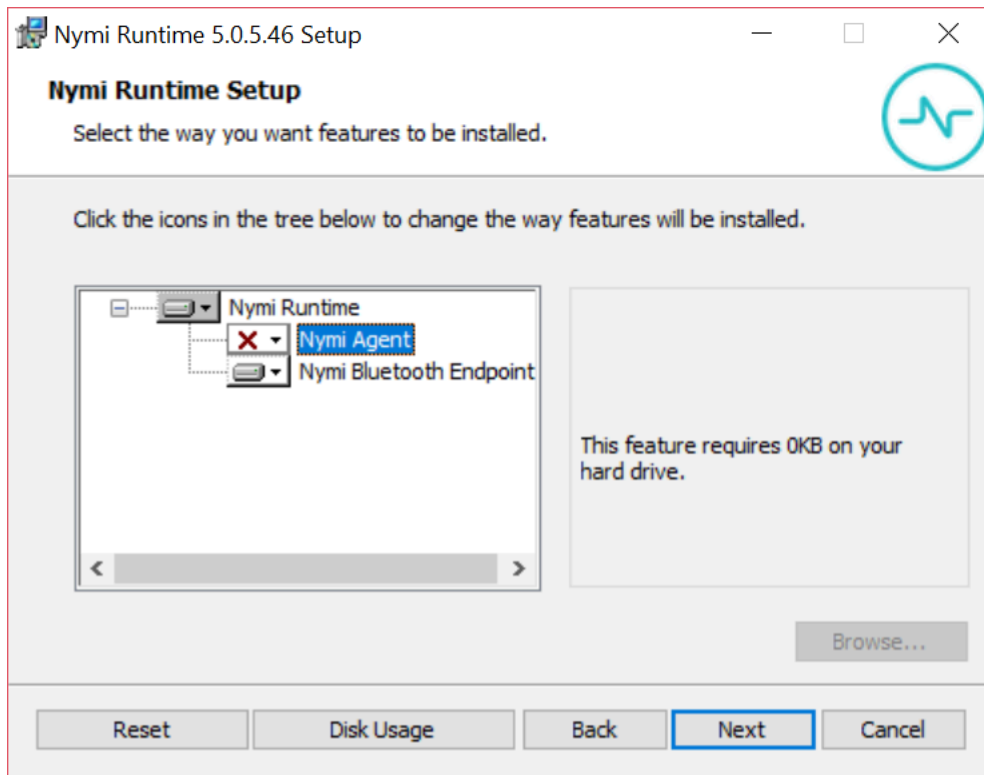 Nymi Runtime 5.0.5.46 Setup
Nymi Runtime Setup
Select the way you want features to be installed.
Click the icons in the tree below to change the way features will be installed.
Nymi Runtime
Nymi Agent
Nymi Bluetooth Endpoint
This feature requires 0KB on your
hard drive.
Browse...
Reset
Disk Usage
Back
Next
Cancel